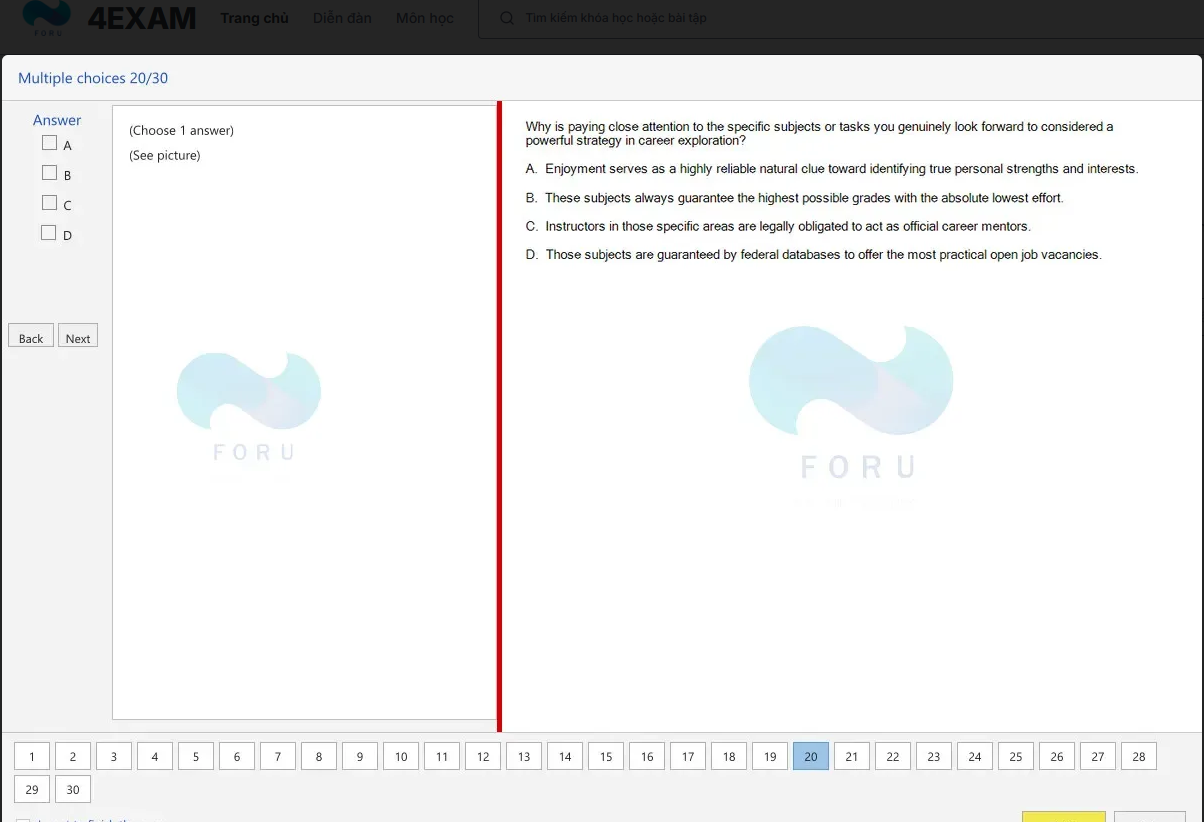 FORU
4EXAM
Trang chủ
Diễn đàn
Môn học
Tìm kiếm khóa học hoặc bài tập
Multiple choices 20/30
Answer
A
B
C
D
Back
Next
(Choose 1 answer)
(See picture)
FORU
Why is paying close attention to the specific subjects or tasks you genuinely look forward to considered a
powerful strategy in career exploration?
A. Enjoyment serves as a highly reliable natural clue toward identifying true personal strengths and interests.
B. These subjects always guarantee the highest possible grades with the absolute lowest effort.
C. Instructors in those specific areas are legally obligated to act as official career mentors.
D. Those subjects are guaranteed by federal databases to offer the most practical open job vacancies.
FORU
1 2 3 4 5 6 7 8 9 10 11 12 13 14 15 16 17 18 19 20 21 22 23 24 25 26 27 28
29 30